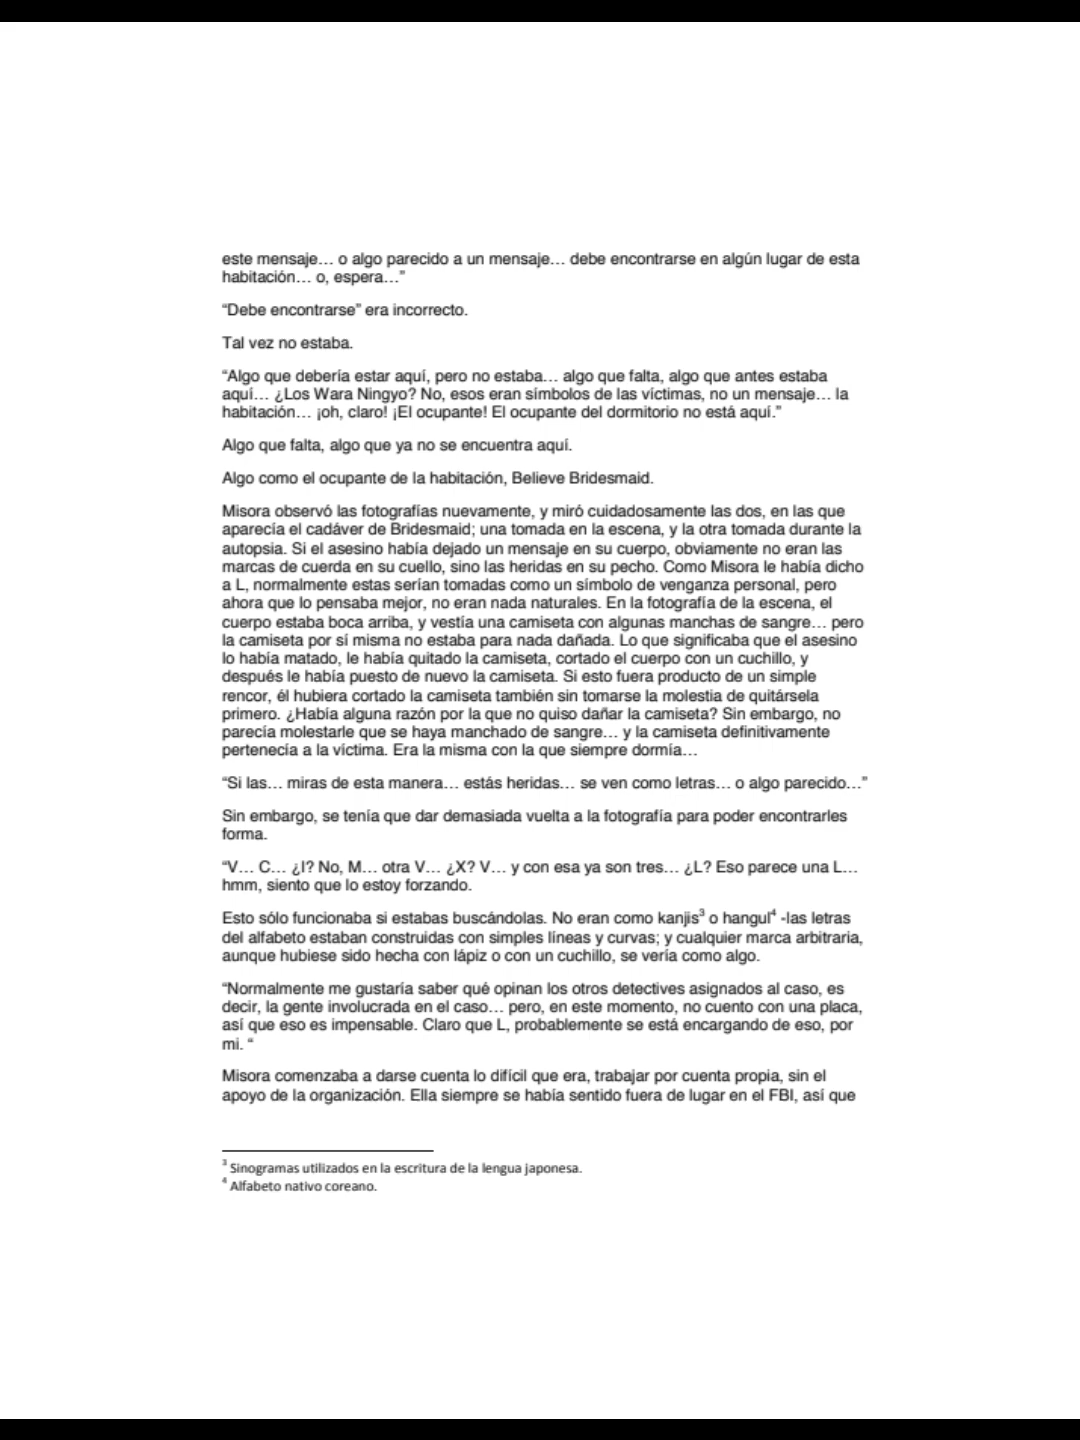 este mensaje… o algo parecido a un mensaje… debe encontrarse en algún lugar de esta
habitación… o, espera…”
“Debe encontrarse” era incorrecto.
Tal vez no estaba.
“Algo que debería estar aquí, pero no estaba… algo que falta, algo que antes estaba
aquí… ¿Los Wara Ningyo? No, esos eran símbolos de las víctimas, no un mensaje… la
habitación… ¡oh, claro! ¡El ocupante! El ocupante del dormitorio no está aquí.”
Algo que falta, algo que ya no se encuentra aquí.
Algo como el ocupante de la habitación, Believe Bridesmaid.
Misora observó las fotografías nuevamente, y miró cuidadosamente las dos, en las que
aparecía el cadáver de Bridesmaid; una tomada en la escena, y la otra tomada durante la
autopsia. Si el asesino había dejado un mensaje en su cuerpo, obviamente no eran las
marcas de cuerda en su cuello, sino las heridas en su pecho. Como Misora le había dicho
a L, normalmente estas serían tomadas como un símbolo de venganza personal, pero
ahora que lo pensaba mejor, no eran nada naturales. En la fotografía de la escena, el
cuerpo estaba boca arriba, y vestía una camiseta con algunas manchas de sangre… pero
la camiseta por sí misma no estaba para nada dañada. Lo que significaba que el asesino
lo había matado, le había quitado la camiseta, cortado el cuerpo con un cuchillo, y
después le había puesto de nuevo la camiseta. Si esto fuera producto de un simple
rencor, él hubiera cortado la camiseta también sin tomarse la molestia de quitársela
primero. ¿Había alguna razón por la que no quiso dañar la camiseta? Sin embargo, no
parecía molestarle que se haya manchado de sangre… y la camiseta definitivamente
pertenecía a la víctima. Era la misma con la que siempre dormía…
“Si las… miras de esta manera… estás heridas… se ven como letras… o algo parecido…”
Sin embargo, se tenía que dar demasiada vuelta a la fotografía para poder encontrarles
forma.
“V… C… ¿I? No, M… otra V… ¿X? V… y con esa ya son tres… ¿L? Eso parece una L…
hmm, siento que lo estoy forzando.
Esto sólo funcionaba si estabas buscándolas. No eran como kanjis³ o hangul⁴ -las letras
del alfabeto estaban construidas con simples líneas y curvas; y cualquier marca arbitraria,
aunque hubiese sido hecha con lápiz o con un cuchillo, se vería como algo.
“Normalmente me gustaría saber qué opinan los otros detectives asignados al caso, es
decir, la gente involucrada en el caso… pero, en este momento, no cuento con una placa,
así que eso es impensable. Claro que L, probablemente se está encargando de eso, por
mi. “
Misora comenzaba a darse cuenta lo difícil que era, trabajar por cuenta propia, sin el
apoyo de la organización. Ella siempre se había sentido fuera de lugar en el FBI, así que
³ Sinogramas utilizados en la escritura de la lengua japonesa.
⁴ Alfabeto nativo coreano.